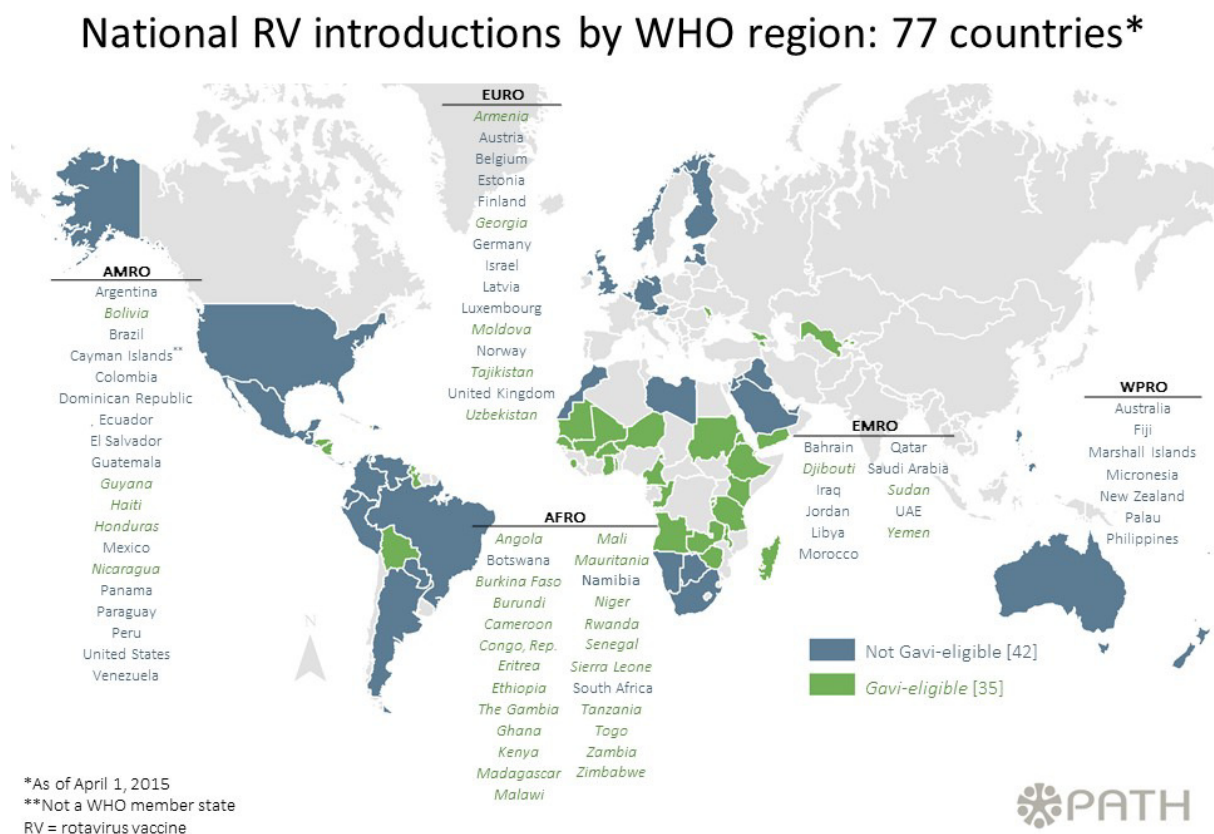 National RV introductions by WHO region: 77 countries*
EURO
Armenia
Austria
Belgium
Estonia
Finland
Georgia
Germany
Israel
Latvia
Luxembourg
Moldova
Norway
Tajikistan
United Kingdom
Uzbekistan
AMRO
Argentina
Bolivia
Brazil
Cayman Islands**
Colombia
Dominican Republic
. Ecuador
El Salvador
Guatemala
Guyana
Haiti
Honduras
Mexico
Nicaragua
Panama
Paraguay
Peru
United States
Venezuela
WPRO
Australia
Fiji
Marshall Islands
Micronesia
New Zealand
Palau
Philippines
EMRO
Bahrain
Djibouti
Iraq
Jordan
Libya
Morocco
Qatar
Saudi Arabia
Sudan
UAE
Yemen
AFRO
Angola
Botswana
Burkina Faso
Burundi
Cameroon
Congo, Rep.
Eritrea
Ethiopia
The Gambia
Ghana
Kenya
Madagascar
Malawi
Mali
Mauritania
Namibia
Niger
Rwanda
Senegal
Sierra Leone
South Africa
Tanzania
Togo
Zambia
Zimbabwe
N
Not Gavi-eligible [42]
Gavi-eligible [35]
*As of April 1, 2015
**Not a WHO member state
RV = rotavirus vaccine
PATH